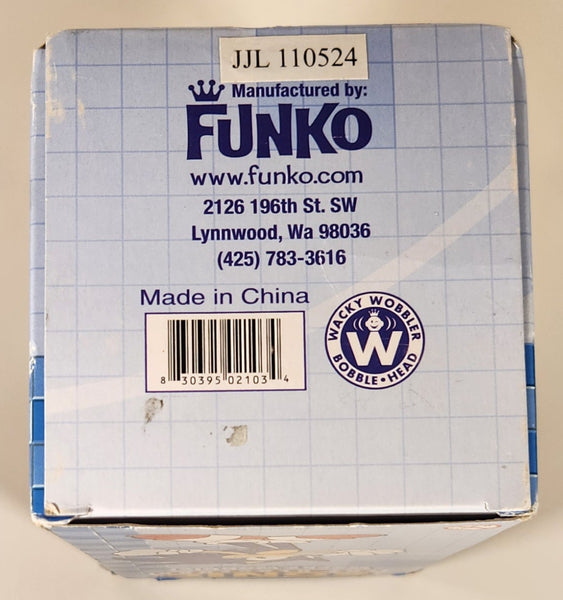 JJL 110524
Manufactured by:
FUNKO
www.funko.com
2126 196th St. SW
Lynnwood, Wa 98036
(425) 783-3616
Made in China
WACKY WOBBLER
W
BOBBLE•HEAD
8 30395 02103 4